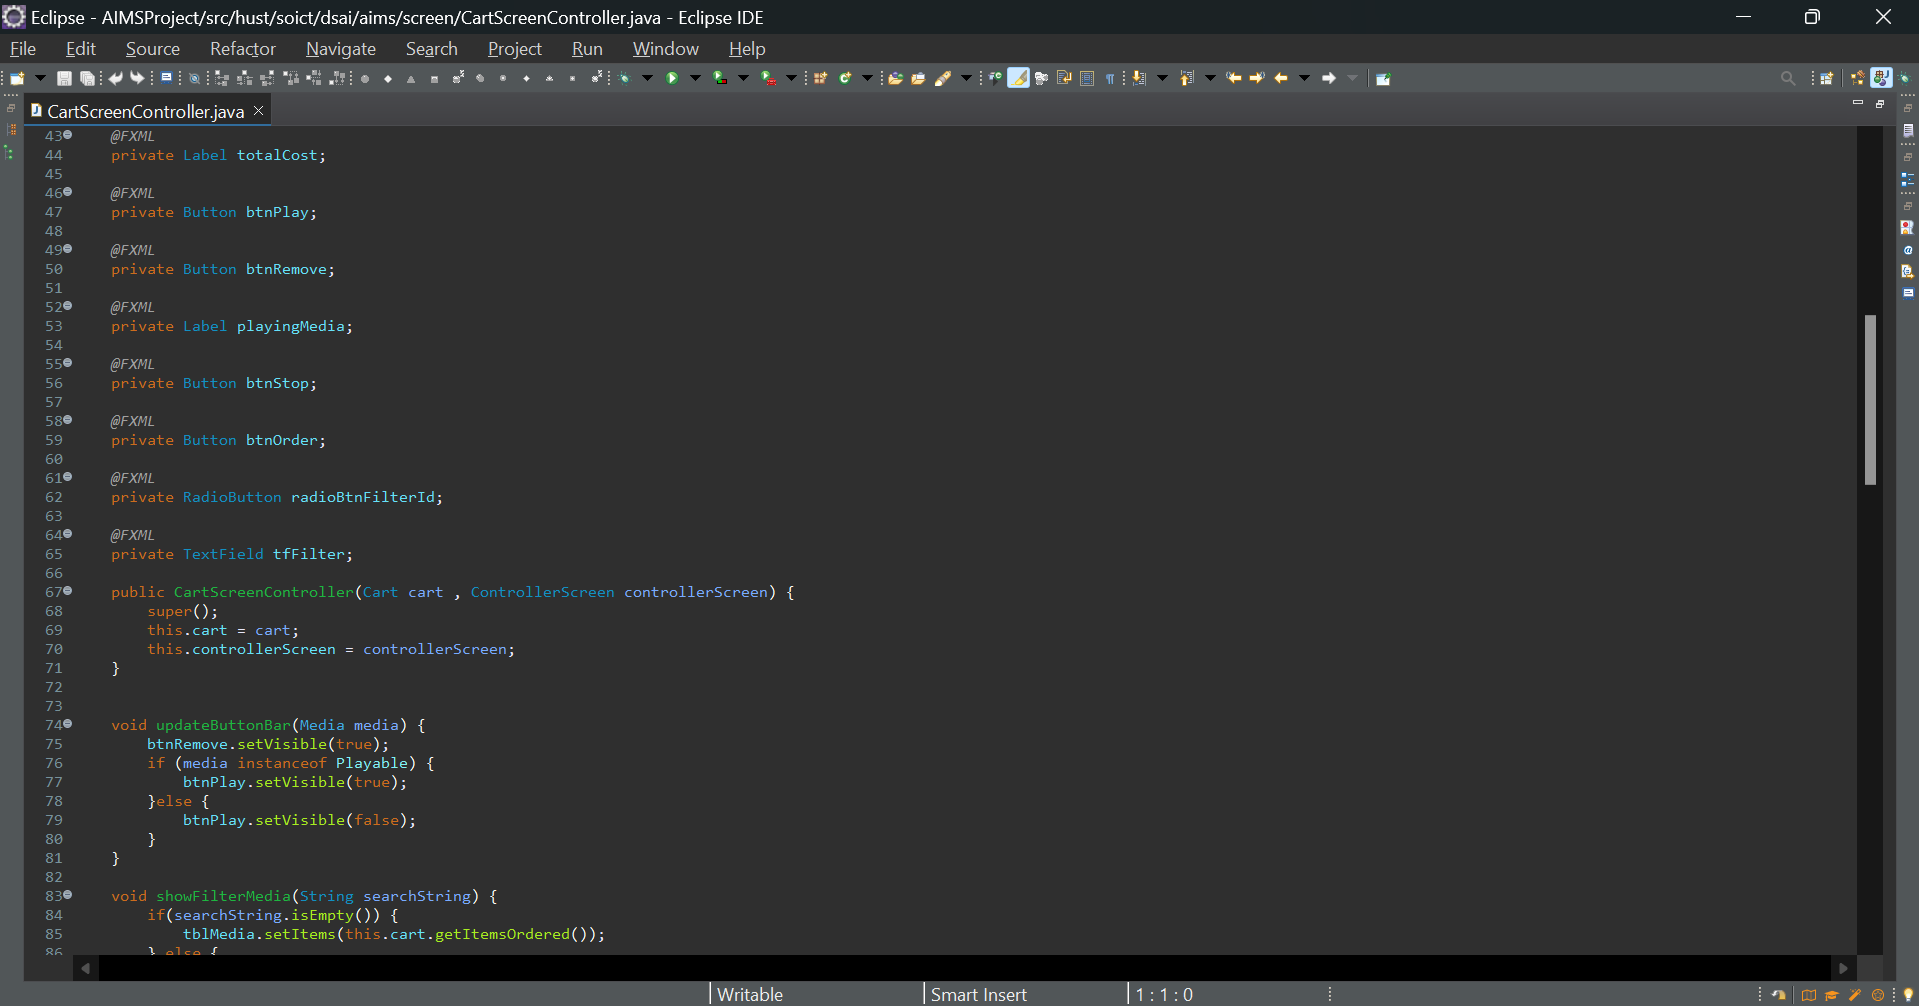 Eclipse - AIMSProject/src/hust/soict/dsai/aims/screen/CartScreenController.java - Eclipse IDE
File Edit Source Refactor Navigate Search Project Run Window Help
CartScreenController.java
43 @FXML
44 private Label totalCost;
45
46 @FXML
47 private Button btnPlay;
48
49 @FXML
50 private Button btnRemove;
51
52 @FXML
53 private Label playingMedia;
54
55 @FXML
56 private Button btnStop;
57
58 @FXML
59 private Button btnOrder;
60
61 @FXML
62 private RadioButton radioBtnFilterId;
63
64 @FXML
65 private TextField tfFilter;
66
67 public CartScreenController(Cart cart , ControllerScreen controllerScreen) {
68 super();
69 this.cart = cart;
70 this.controllerScreen = controllerScreen;
71 }
72
73
74 void updateButtonBar(Media media) {
75 btnRemove.setVisible(true);
76 if (media instanceof Playable) {
77 btnPlay.setVisible(true);
78 }else {
79 btnPlay.setVisible(false);
80 }
81 }
82
83 void showFilterMedia(String searchString) {
84 if(searchString.isEmpty()) {
85 tblMedia.setItems(this.cart.getItemsOrdered());
86 } else {
Writable Smart Insert 1 : 1 : 0